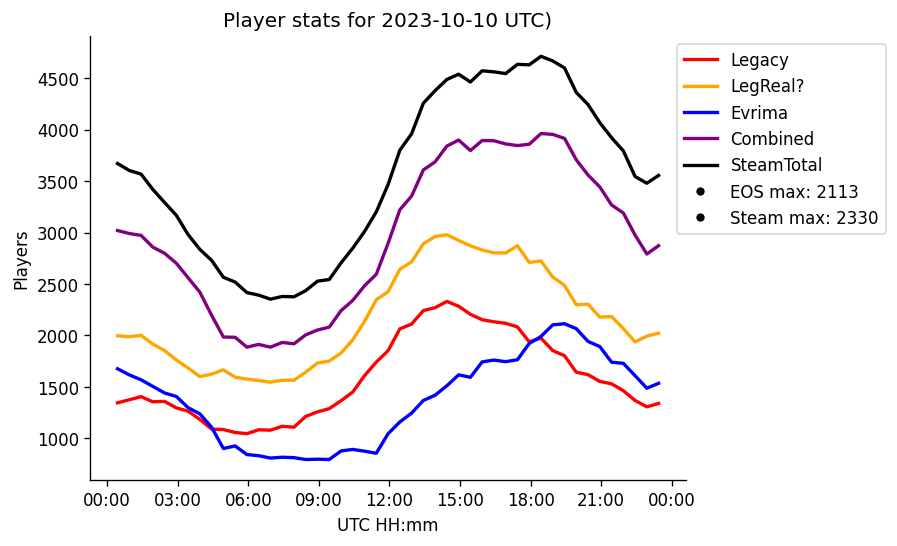 Player stats for 2023-10-10 UTC)
Legacy
LegReal?
Evrima
Combined
SteamTotal
EOS max: 2113
Steam max: 2330
Players
4500
4000
3500
3000
2500
2000
1500
1000
00:00 03:00 06:00 09:00 12:00 15:00 18:00 21:00 00:00
UTC HH:mm